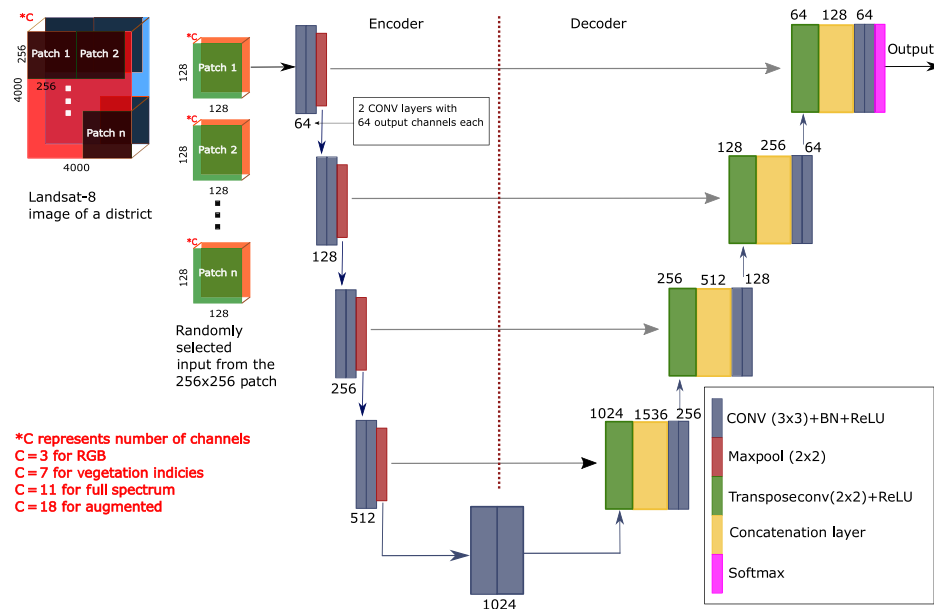 *C
256
4000
Patch 1 Patch 2
256
Patch n
4000
Landsat-8
image of a district
*C
128
Patch 1
128
*C
128
Patch 2
128
*C
128
Patch n
128
Randomly
selected
input from the
256x256 patch
*C represents number of channels
C=3 for RGB
C=7 for vegetation indicies
C=11 for full spectrum
C=18 for augmented
Encoder
Decoder
64
2 CONV layers with
64 output channels each
128
256
512
1024
1024 1536 256
256 512 128
128 256 64
64 128 64
Output
CONV (3x3)+BN+ReLU
Maxpool (2x2)
Transposeconv(2x2)+ReLU
Concatenation layer
Softmax